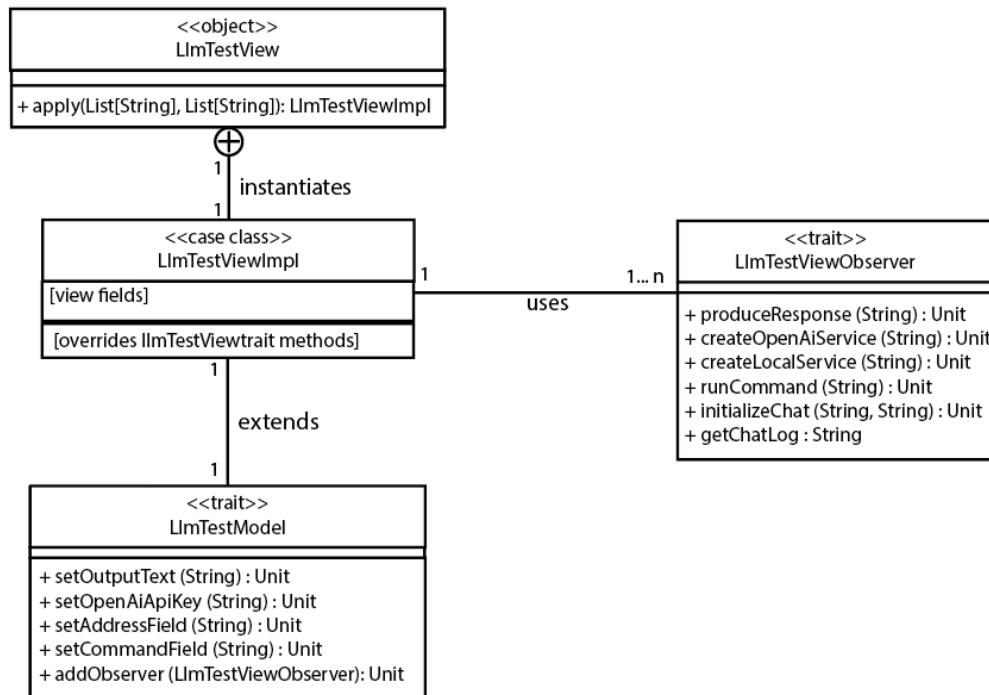 <<object>>
LlmTestView
+ apply(List[String], List[String]): LlmTestViewImpl
1
instantiates
1
<<case class>>
LlmTestViewImpl
[view fields]
[overrides llmTestViewtrait methods]
1
1... n
uses
<<trait>>
LlmTestViewObserver
+ produceResponse (String) : Unit
+ createOpenAiService (String) : Unit
+ createLocalService (String) : Unit
+ runCommand (String) : Unit
+ initializeChat (String, String) : Unit
+ getChatLog : String
1
extends
1
<<trait>>
LlmTestModel
+ setOutputText (String) : Unit
+ setOpenAiApiKey (String) : Unit
+ setAddressField (String) : Unit
+ setCommandField (String) : Unit
+ addObserver (LlmTestViewObserver): Unit